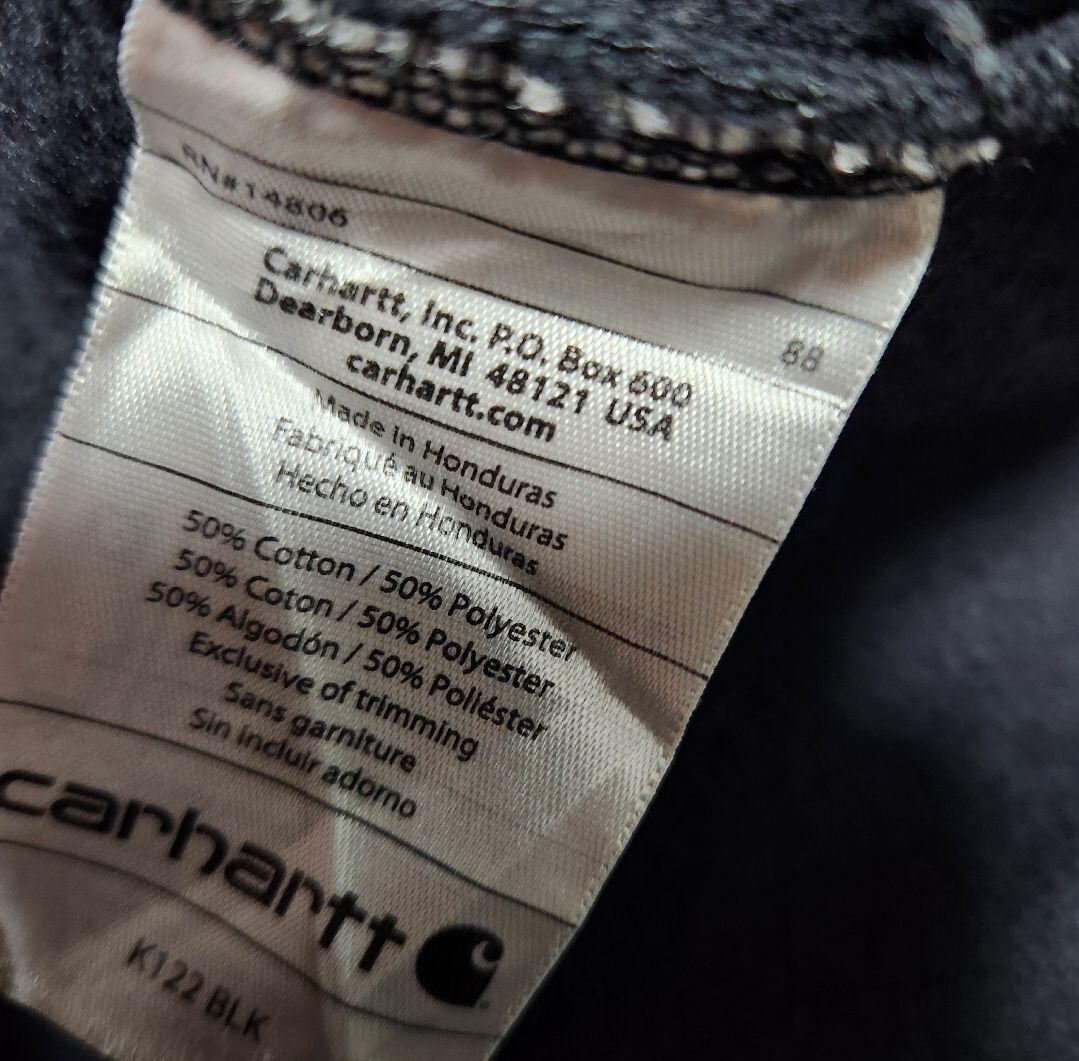 RN#14806
88
Carhartt, Inc. P.O. Box 600
Dearborn, MI 48121 USA
carhartt.com
Made in Honduras
Fabriqué au Honduras
Hecho en Honduras
50% Cotton / 50% Polyester
50% Coton / 50% Polyester
50% Algodón / 50% Poliéster
Exclusive of trimming
Sans garniture
Sin incluir adorno
carhartt
K122 BLK